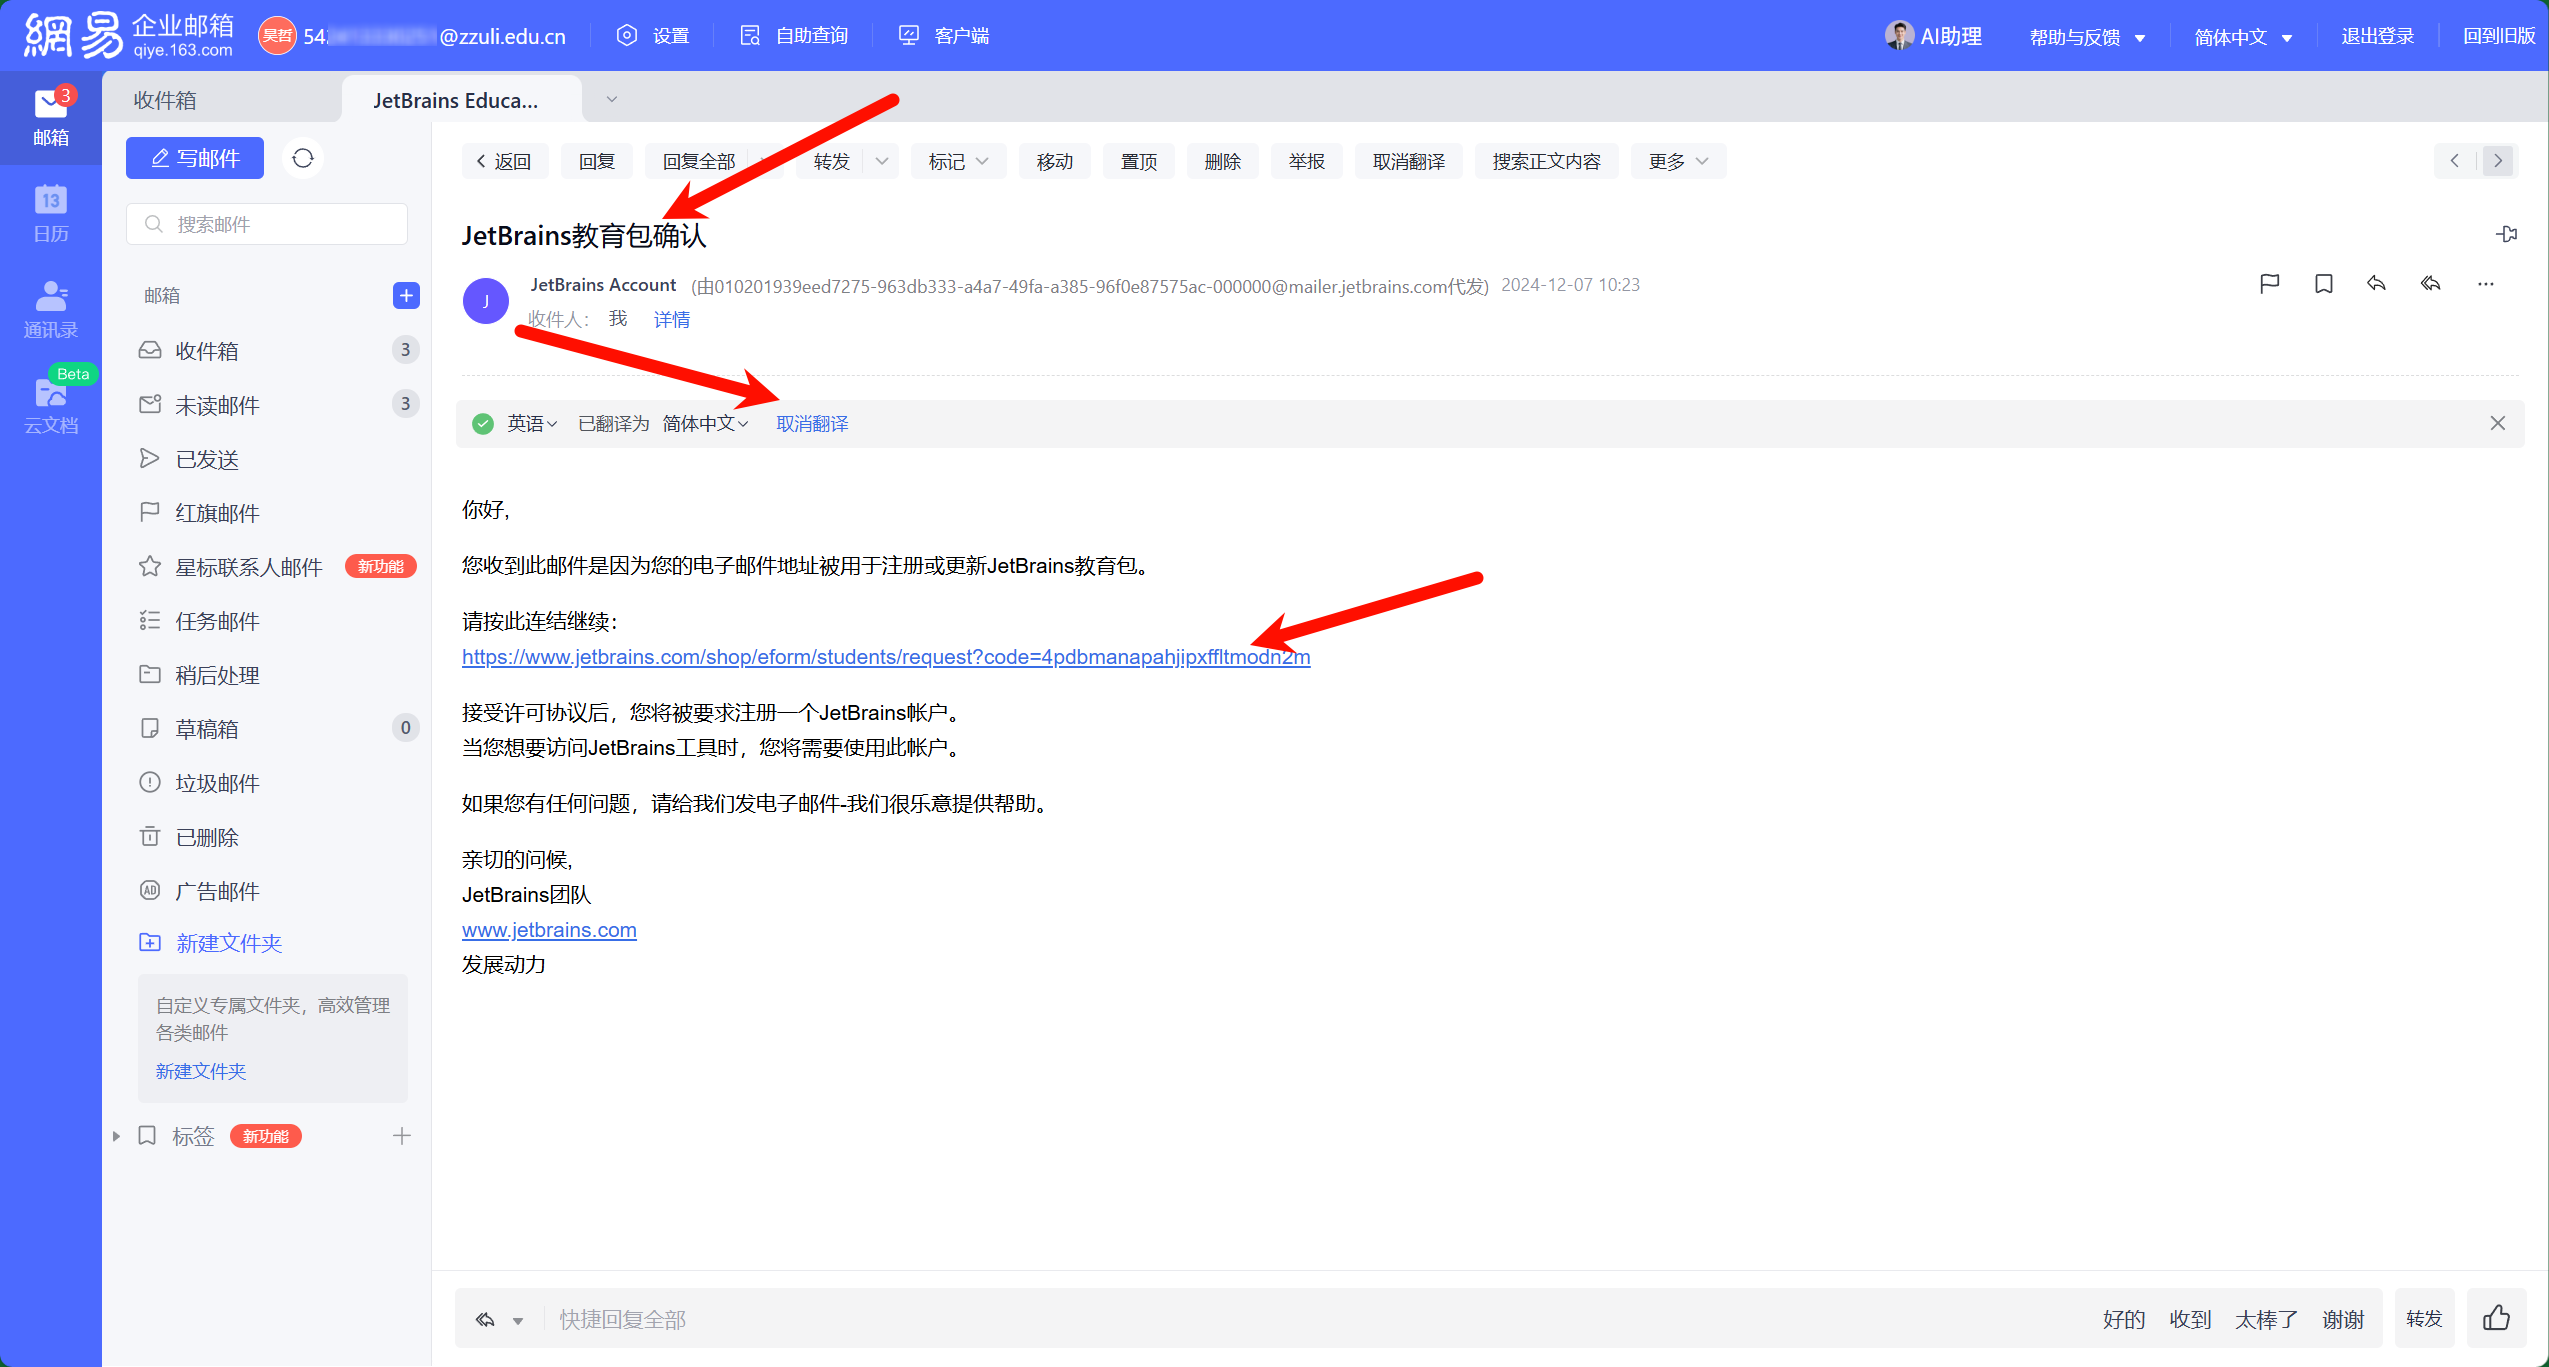 網易 企业邮箱
qiye.163.com
昊哲
54 @zzuli.edu.cn
设置
自助查询
客户端
AI助理
帮助与反馈
简体中文
退出登录
回到旧版
3
邮箱
13
日历
通讯录
Beta
云文档
收件箱
JetBrains Educa...
写邮件
搜索邮件
邮箱
收件箱 3
未读邮件 3
已发送
红旗邮件
星标联系人邮件 新功能
任务邮件
稍后处理
草稿箱 0
垃圾邮件
已删除
AD 广告邮件
新建文件夹
自定义专属文件夹，高效管理
各类邮件
新建文件夹
标签 新功能
返回
回复
回复全部
转发
标记
移动
置顶
删除
举报
取消翻译
搜索正文内容
更多
JetBrains教育包确认
J
JetBrains Account (由010201939eed7275-963db333-a4a7-49fa-a385-96f0e87575ac-000000@mailer.jetbrains.com代发) 2024-12-07 10:23
收件人： 我 详情
英语 已翻译为 简体中文 取消翻译
你好,
您收到此邮件是因为您的电子邮件地址被用于注册或更新JetBrains教育包。
请按此连结继续：
https://www.jetbrains.com/shop/eform/students/request?code=4pdbmanapahjipxffltmodn2m
接受许可协议后，您将被要求注册一个JetBrains帐户。
当您想要访问JetBrains工具时，您将需要使用此帐户。
如果您有任何问题，请给我们发电子邮件-我们很乐意提供帮助。
亲切的问候,
JetBrains团队
www.jetbrains.com
发展动力
快捷回复全部
好的
收到
太棒了
谢谢
转发